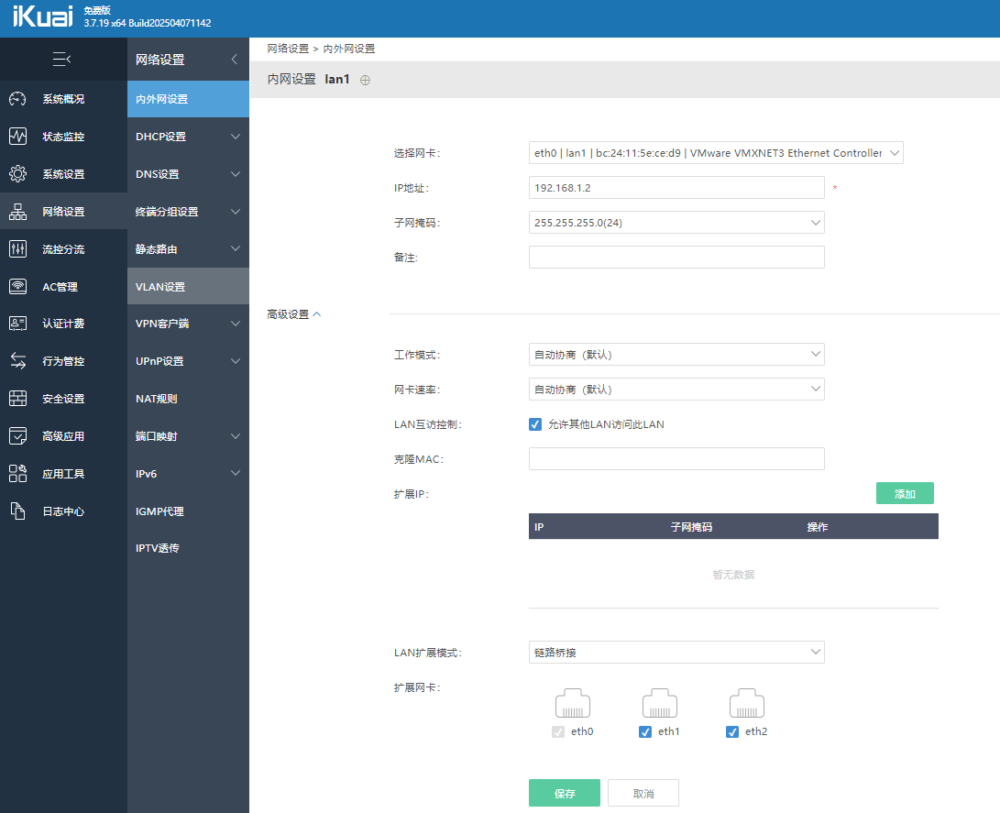 iKuai 免费版
3.7.19 x64 Build202504071142
网络设置
系统概况
状态监控
系统设置
网络设置
流控分流
AC管理
认证计费
行为管控
安全设置
高级应用
应用工具
日志中心
内外网设置
DHCP设置
DNS设置
终端分组设置
静态路由
VLAN设置
VPN客户端
UPnP设置
NAT规则
端口映射
IPv6
IGMP代理
IPTV透传
网络设置 > 内外网设置
内网设置 lan1
选择网卡: eth0 | lan1 | bc:24:11:5e:ce:d9 | VMware VMXNET3 Ethernet Controller
IP地址: 192.168.1.2 *
子网掩码: 255.255.255.0(24)
备注:
高级设置
工作模式: 自动协商（默认）
网卡速率: 自动协商（默认）
LAN互访控制: 允许其他LAN访问此LAN
克隆MAC:
扩展IP: 添加
IP 子网掩码 操作
暂无数据
LAN扩展模式: 链路桥接
扩展网卡:
eth0 eth1 eth2
保存 取消